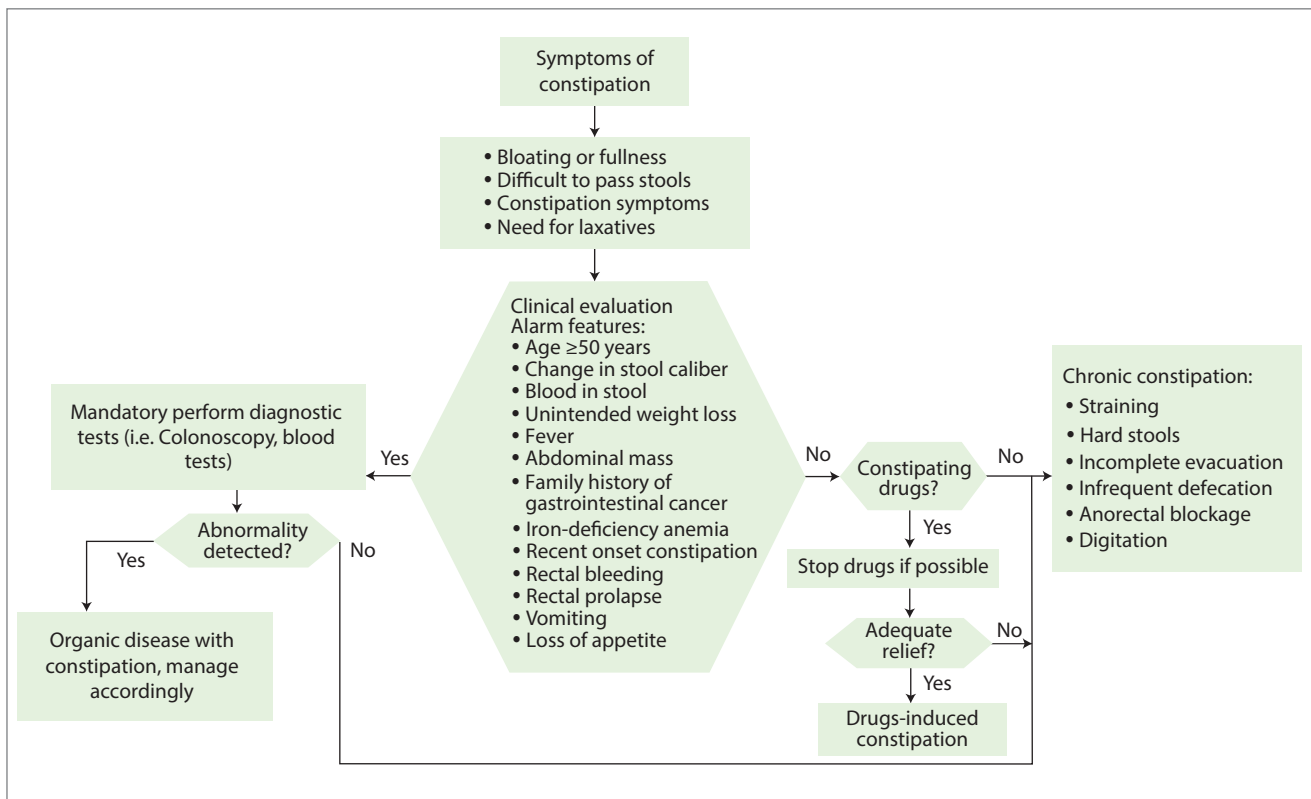 Symptoms of
constipation
• Bloating or fullness
• Difficult to pass stools
• Constipation symptoms
• Need for laxatives
Clinical evaluation
Alarm features:
• Age ≥50 years
• Change in stool caliber
• Blood in stool
• Unintended weight loss
• Fever
• Abdominal mass
• Family history of
gastrointestinal cancer
• Iron-deficiency anemia
• Recent onset constipation
• Rectal bleeding
• Rectal prolapse
• Vomiting
• Loss of appetite
Yes
Mandatory perform diagnostic
tests (i.e. Colonoscopy, blood
tests)
Abnormality
detected?
Yes
No
Organic disease with
constipation, manage
accordingly
No
Constipating
drugs?
No
Yes
Stop drugs if possible
Adequate
relief?
No
Yes
Drugs-induced
constipation
Chronic constipation:
• Straining
• Hard stools
• Incomplete evacuation
• Infrequent defecation
• Anorectal blockage
• Digitation